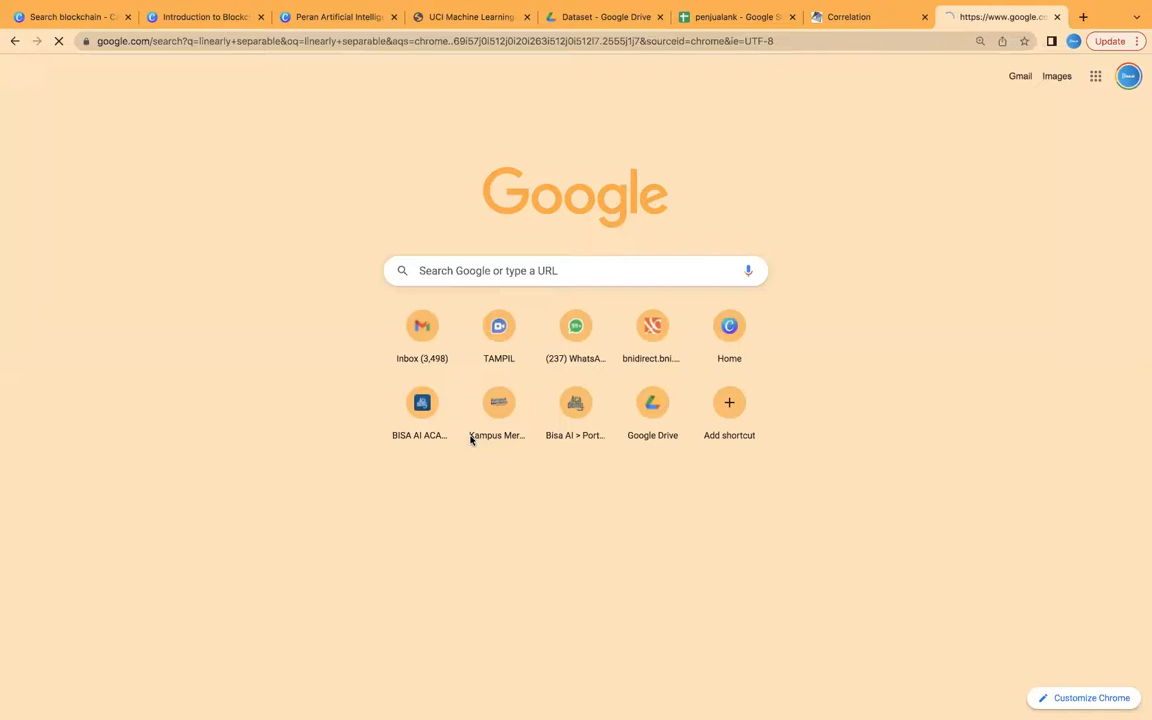 Search blockchain - Ca
Introduction to Blockc
Peran Artificial Intellige
UCI Machine Learning
Dataset - Google Drive
penjualank - Google S
Correlation
https://www.google.co
google.com/search?q=linearly+separable&oq=linearly+separable&aqs=chrome..69i57j0i512j0i20i263i512j0i512l7.2555j1j7&sourceid=chrome&ie=UTF-8
Update
Gmail
Images
Google
Search Google or type a URL
Inbox (3,498)
TAMPIL
(237) WhatsA...
bnidirect.bni....
Home
BISA AI ACA...
Kampus Mer...
Bisa AI > Port...
Google Drive
Add shortcut
Customize Chrome